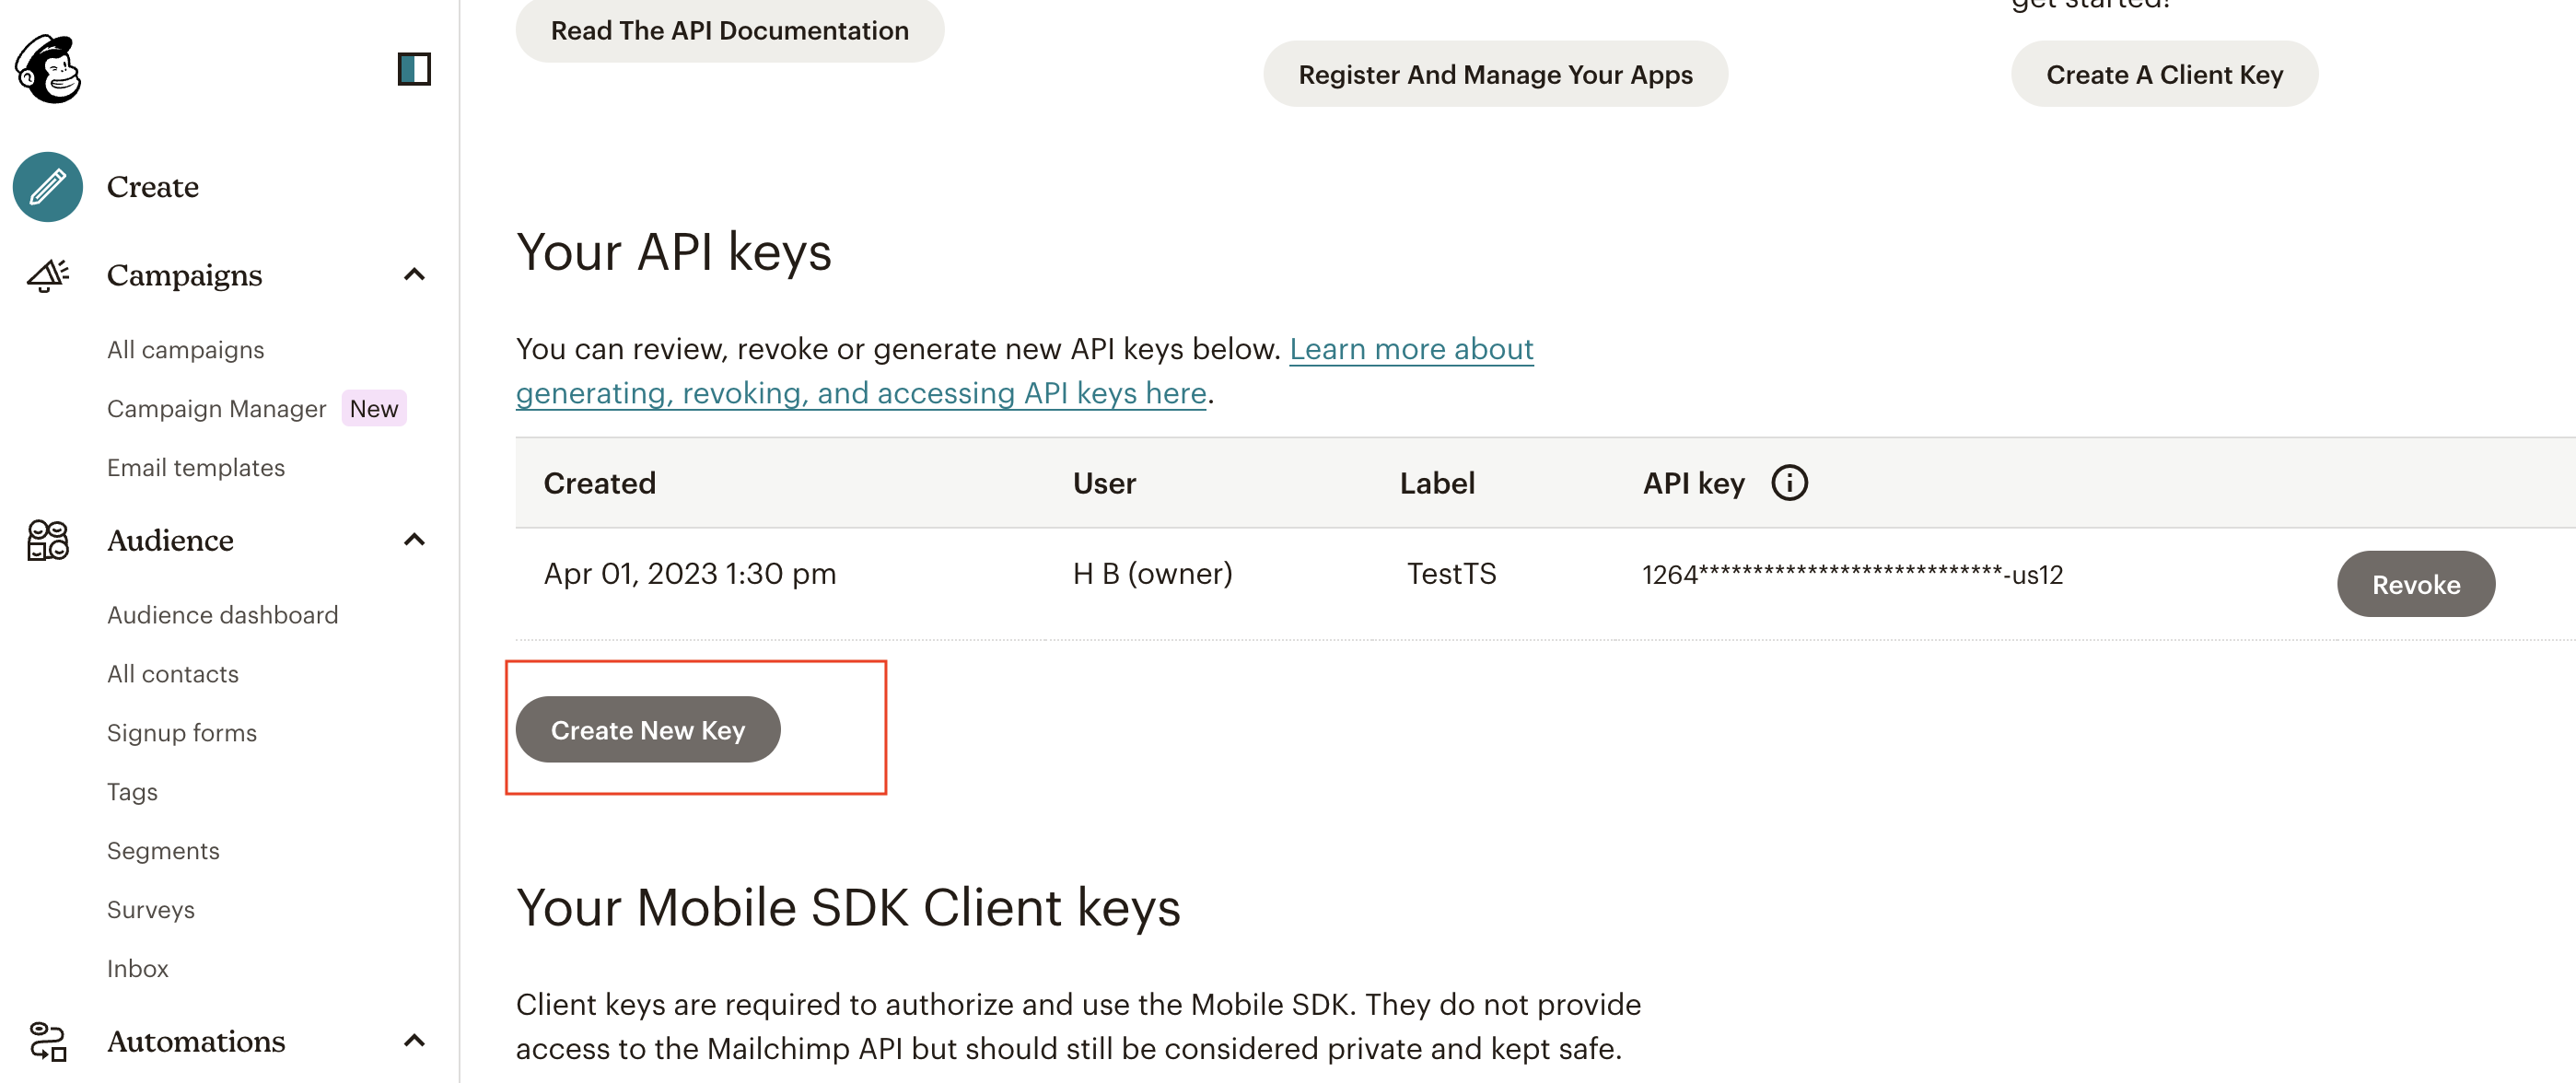 get started!
Read The API Documentation
Register And Manage Your Apps
Create A Client Key
Create
Campaigns
All campaigns
Campaign Manager New
Email templates
Audience
Audience dashboard
All contacts
Signup forms
Tags
Segments
Surveys
Inbox
Automations
Your API keys
You can review, revoke or generate new API keys below. Learn more about
generating, revoking, and accessing API keys here.
Created User Label API key
Apr 01, 2023 1:30 pm H B (owner) TestTS 1264****************************-us12 Revoke
Create New Key
Your Mobile SDK Client keys
Client keys are required to authorize and use the Mobile SDK. They do not provide
access to the Mailchimp API but should still be considered private and kept safe.